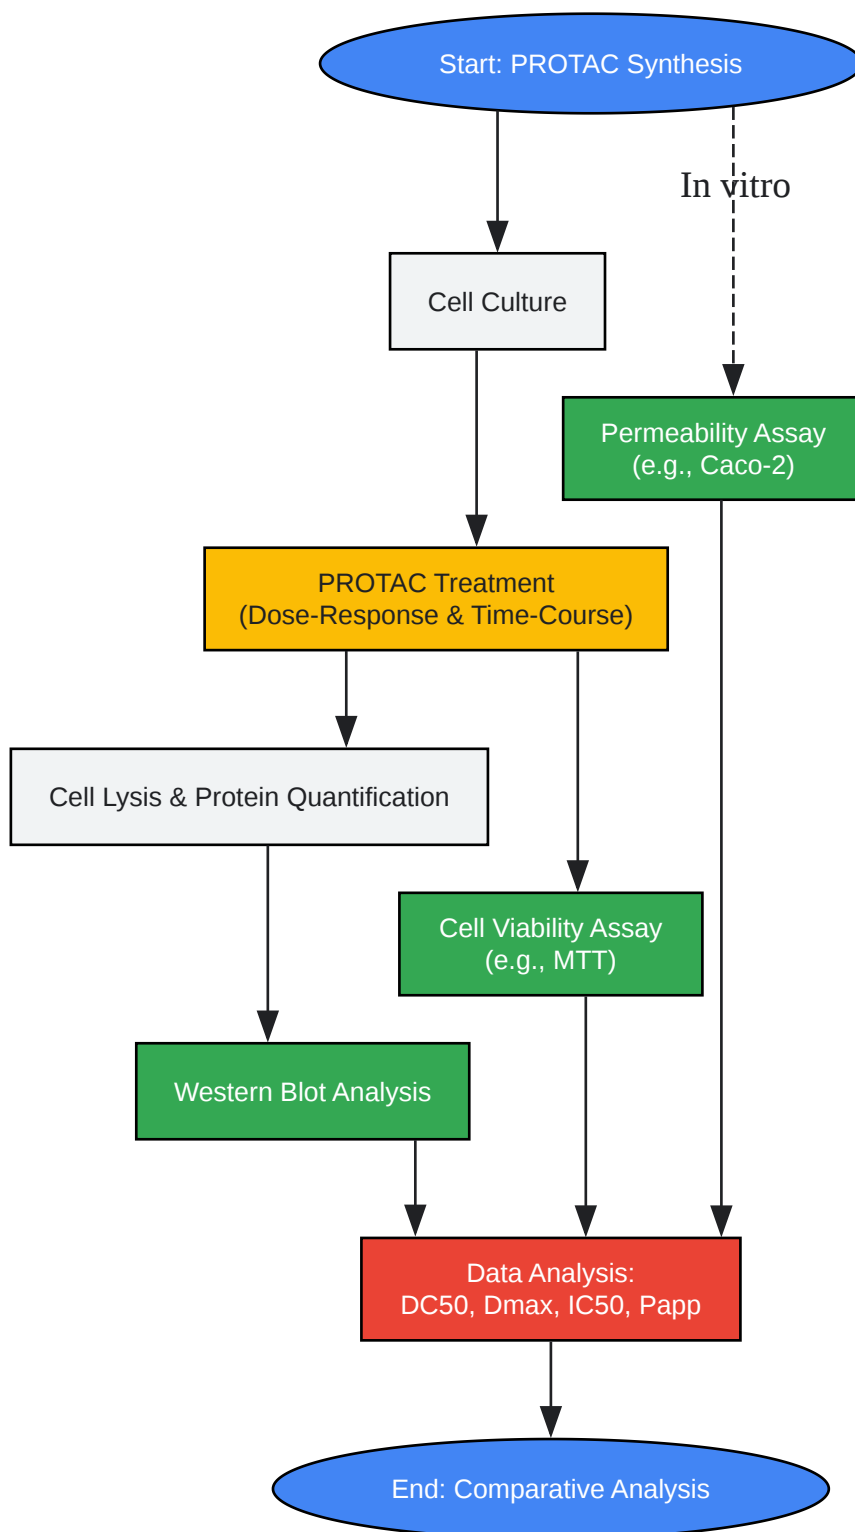 Start: PROTAC Synthesis
In vitro
Cell Culture
Permeability Assay
(e.g., Caco-2)
PROTAC Treatment
(Dose-Response & Time-Course)
Cell Lysis & Protein Quantification
Cell Viability Assay
(e.g., MTT)
Western Blot Analysis
Data Analysis:
DC50, Dmax, IC50, Papp
End: Comparative Analysis